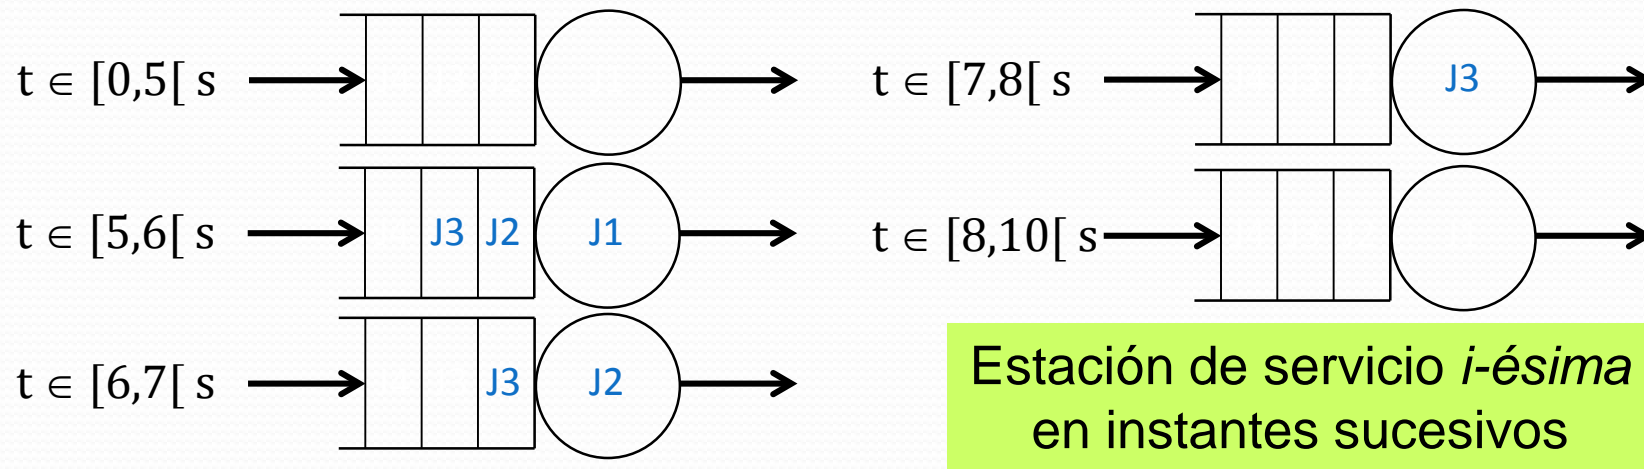 t ∈ [0,5[ s
t ∈ [5,6[ s J3 J2 J1
t ∈ [6,7[ s J3 J2
t ∈ [7,8[ s J3
t ∈ [8,10[ s
Estación de servicio i-ésima
en instantes sucesivos